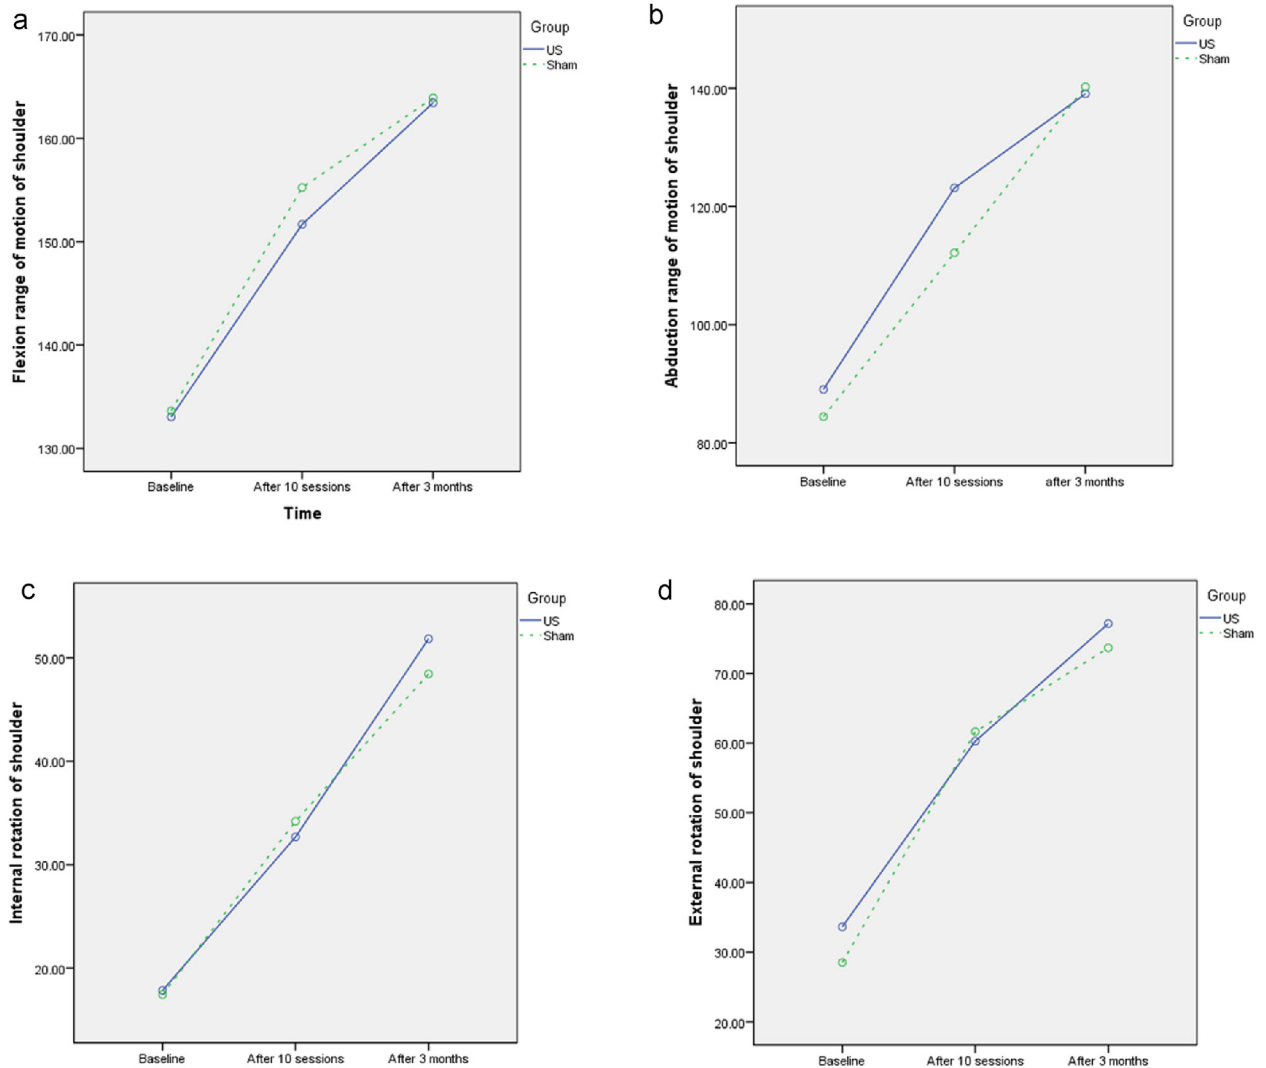 a
Group
US
Sham
170.00
160.00
150.00
140.00
130.00
Flexion range of motion of shoulder
Baseline
After 10 sessions
After 3 months
Time
b
Group
US
Sham
140.00
120.00
100.00
80.00
Abduction range of motion of shoulder
Baseline
After 10 sessions
after 3 months
c
Group
US
Sham
50.00
40.00
30.00
20.00
Internal rotation of shoulder
Baseline
After 10 sessions
After 3 months
d
Group
US
Sham
80.00
70.00
60.00
50.00
40.00
30.00
20.00
External rotation of shoulder
Baseline
After 10 sessions
After 3 months